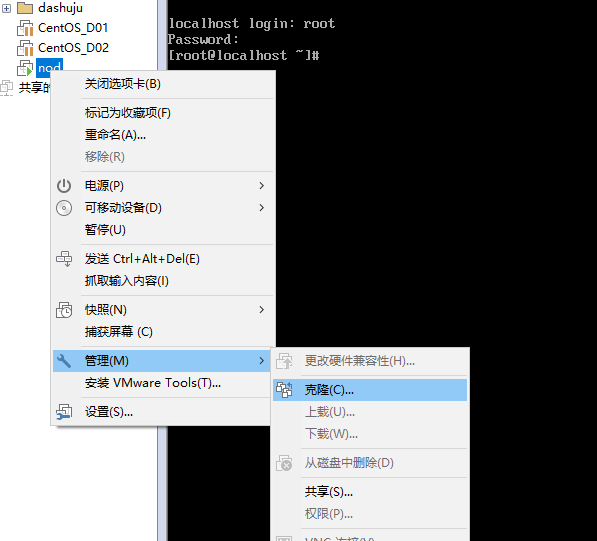 dashuju
CentOS_D01
CentOS_D02
nod
共享的
localhost login: root
Password:
[root@localhost ~]#
关闭选项卡(B)
标记为收藏项(F)
重命名(A)...
移除(R)
电源(P)
可移动设备(D)
暂停(U)
发送 Ctrl+Alt+Del(E)
抓取输入内容(I)
快照(N)
捕获屏幕 (C)
管理(M)
安装 VMware Tools(T)...
设置(S)...
更改硬件兼容性(H)...
克隆(C)...
上载(U)...
下载(W)...
从磁盘中删除(D)
共享(S)...
权限(P)...
VNC 连接(V)